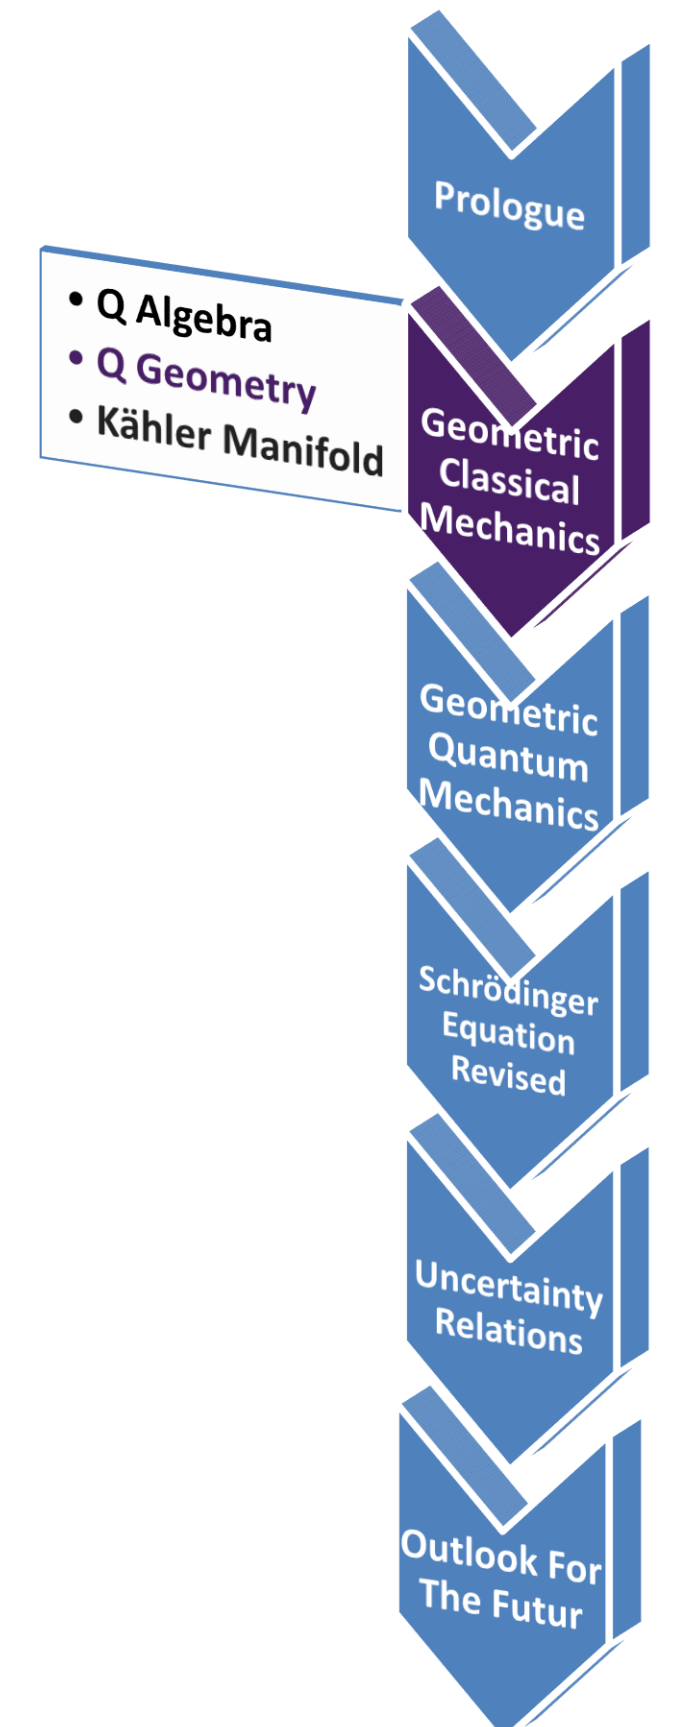 Prologue
• Q Algebra
• Q Geometry
• Kähler Manifold
Geometric
Classical
Mechanics
Geometric
Quantum
Mechanics
Schrödinger
Equation
Revised
Uncertainty
Relations
Outlook For
The Futur